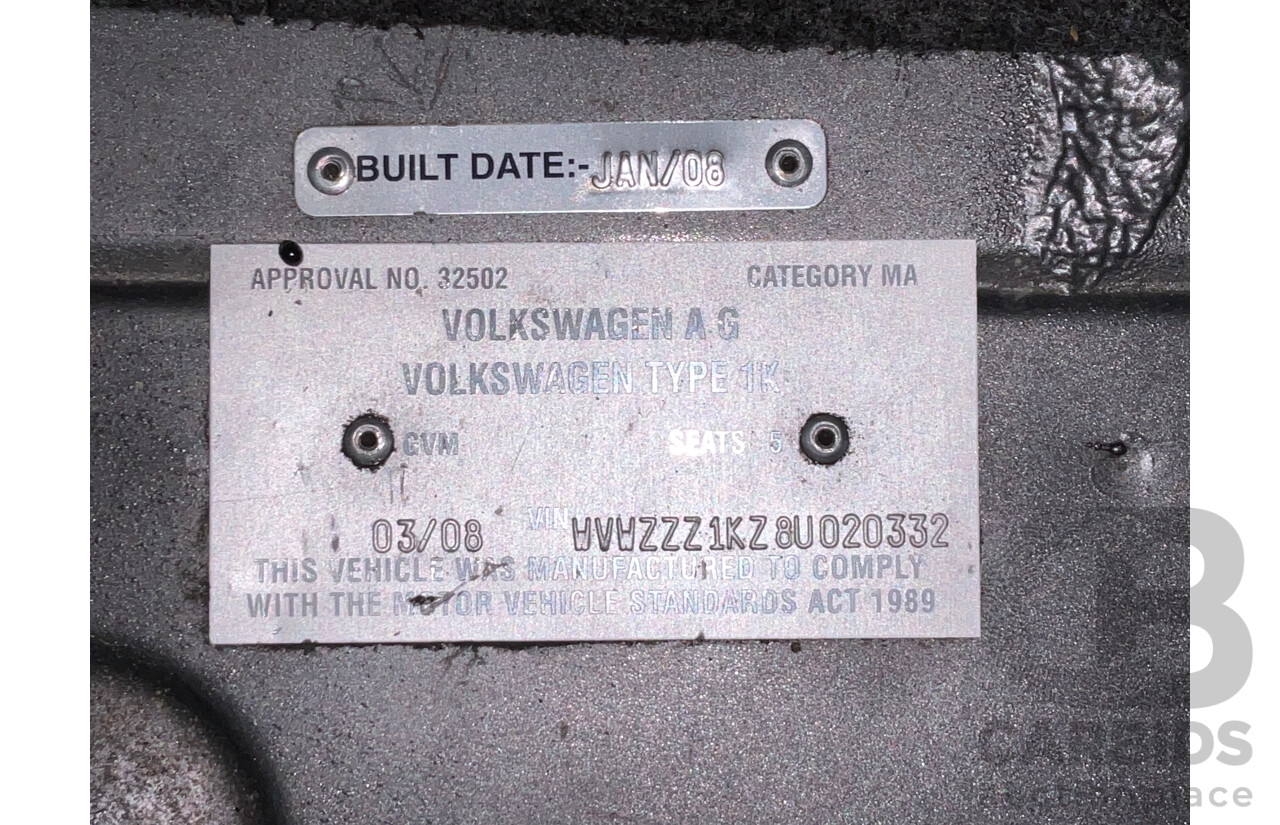 BUILT DATE:- JAN/08
APPROVAL NO. 32502 CATEGORY MA
VOLKSWAGEN A G
VOLKSWAGEN TYPE 1K
GVM SEATS 5
VIN
03/08 WVWZZZ1KZ8U020332
THIS VEHICLE WAS MANUFACTURED TO COMPLY
WITH THE MOTOR VEHICLE STANDARDS ACT 1989
B
CARBIDS